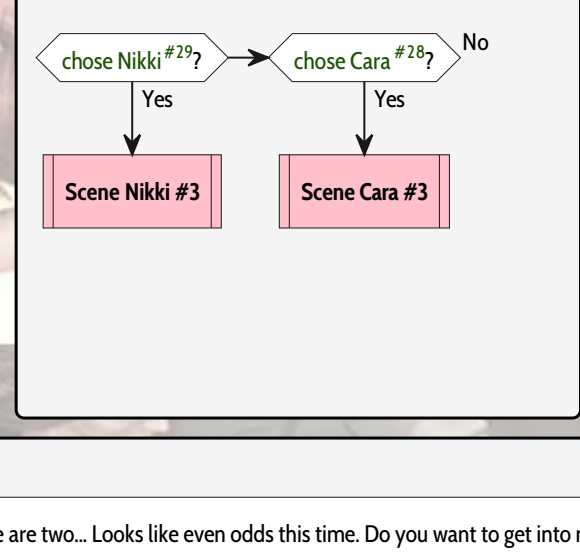 chose Nikki #29? chose Cara #28? No
Yes Yes
Scene Nikki #3 Scene Cara #3
are two... Looks like even odds this time. Do you want to get into